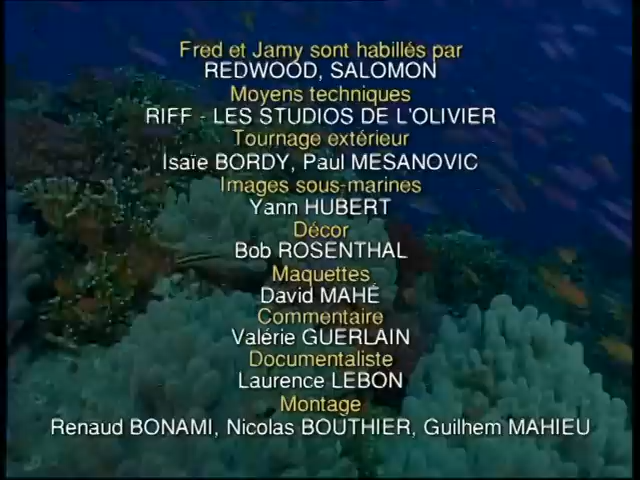 Fred et Jamy sont habillés par
REDWOOD, SALOMON
Moyens techniques
RIFF - LES STUDIOS DE L'OLIVIER
Tournage extérieur
Isaïe BORDY, Paul MESANOVIC
Images sous-marines
Yann HUBERT
Décor
Bob ROSENTHAL
Maquettes
David MAHÉ
Commentaire
Valérie GUERLAIN
Documentaliste
Laurence LEBON
Montage
Renaud BONAMI, Nicolas BOUTHIER, Guilhem MAHIEU